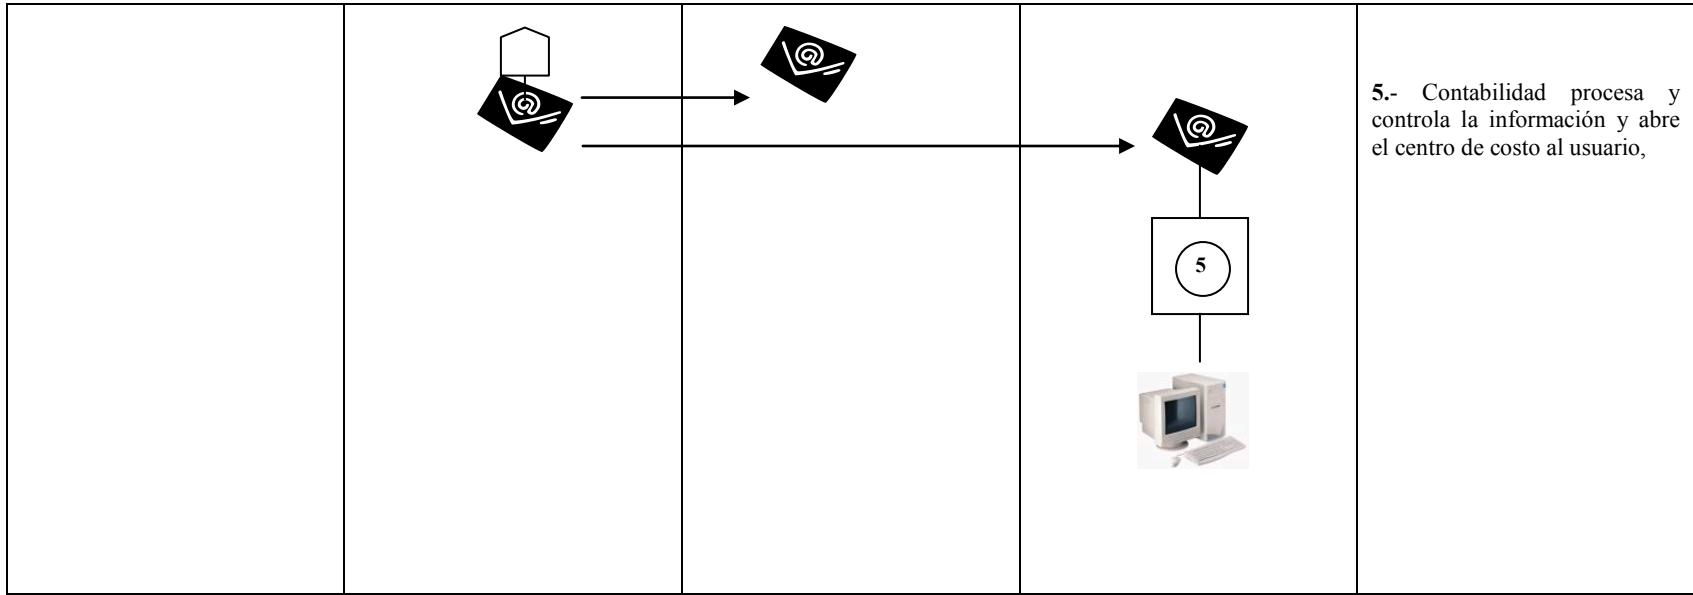 5.- Contabilidad procesa y
controla la información y abre
el centro de costo al usuario,
5